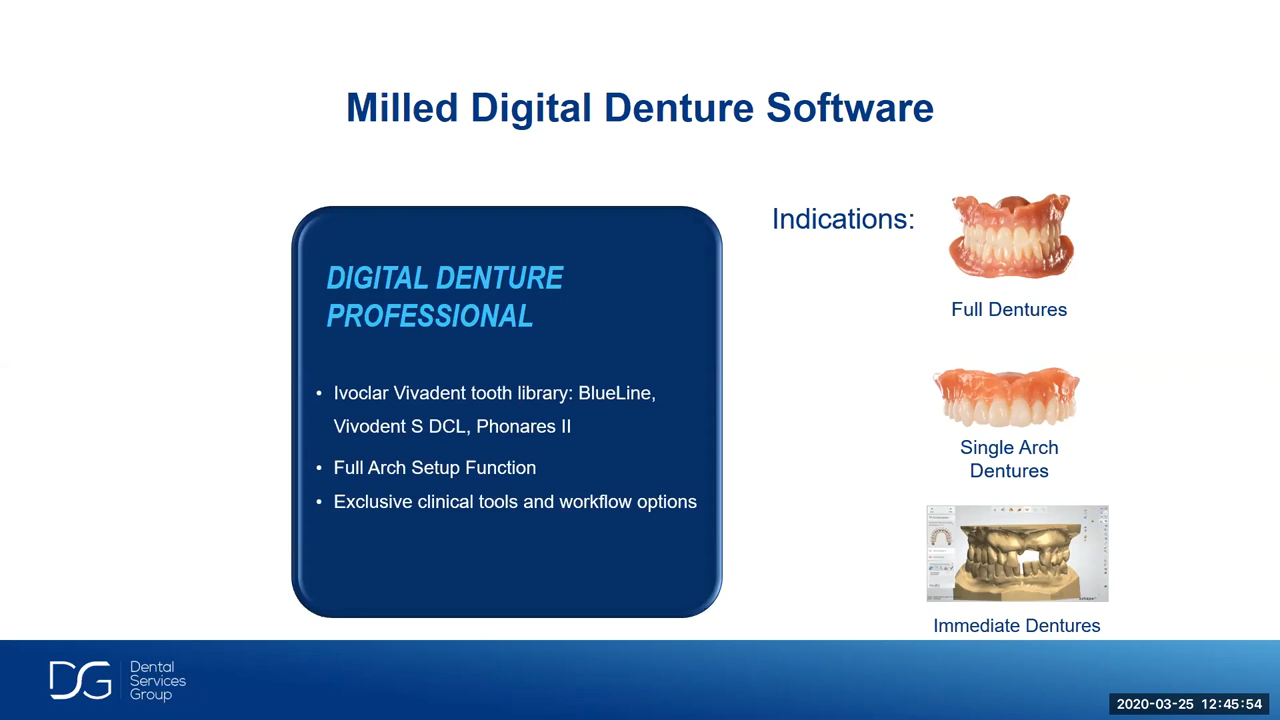 Milled Digital Denture Software
DIGITAL DENTURE
PROFESSIONAL
• Ivoclar Vivadent tooth library: BlueLine,
Vivodent S DCL, Phonares II
• Full Arch Setup Function
• Exclusive clinical tools and workflow options
Indications:
Full Dentures
Single Arch
Dentures
Immediate Dentures
DG
Dental
Services
Group
2020-03-25 12:45:54